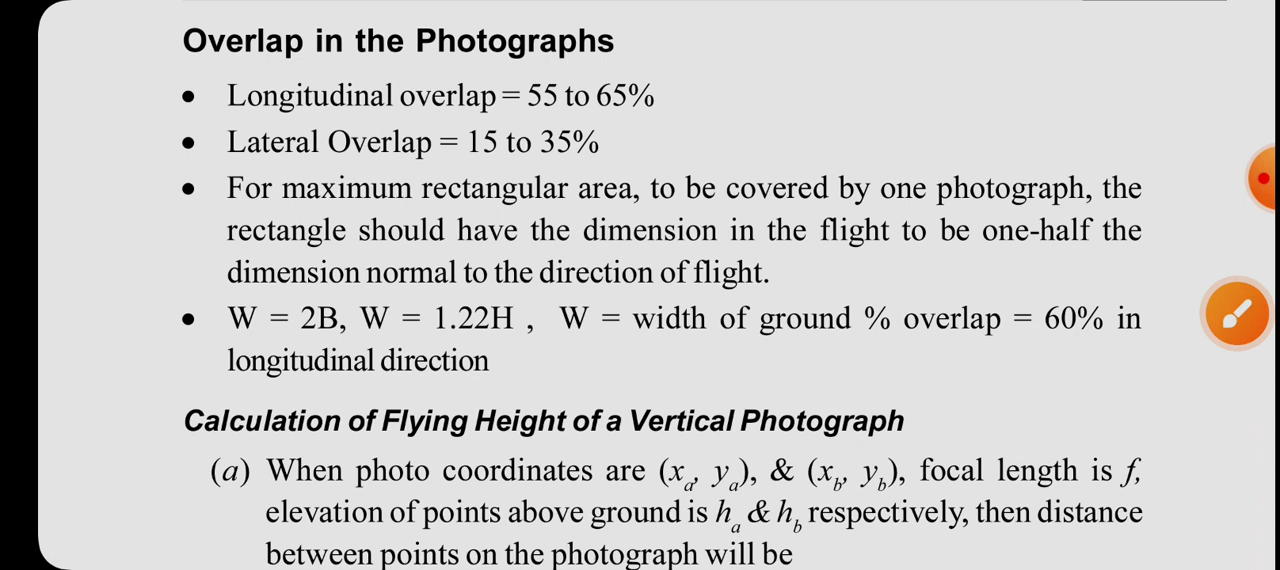 Overlap in the Photographs
• Longitudinal overlap = 55 to 65%
• Lateral Overlap = 15 to 35%
• For maximum rectangular area, to be covered by one photograph, the
rectangle should have the dimension in the flight to be one-half the
dimension normal to the direction of flight.
• W = 2B, W = 1.22H , W = width of ground % overlap = 60% in
longitudinal direction
Calculation of Flying Height of a Vertical Photograph
(a) When photo coordinates are (xₐ, yₐ), & (x_b, y_b), focal length is f,
elevation of points above ground is hₐ & h_b respectively, then distance
between points on the photograph will be